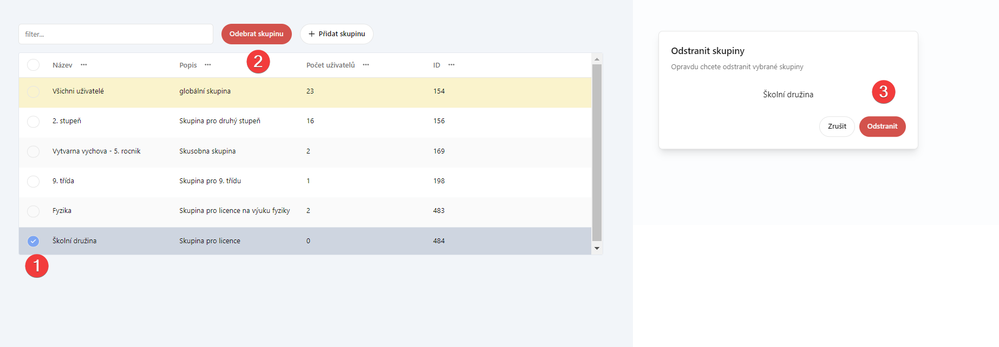 filter...
Odebrat skupinu
+ Přidat skupinu
2
Název ··· Popis ··· Počet uživatelů ··· ID ···
Všichni uživatelé globální skupina 23 154
2. stupeň Skupina pro druhý stupeň 16 156
Vytvarna vychova - 5. rocnik Skusobna skupina 2 169
9. třída Skupina pro 9. třídu 1 198
Fyzika Skupina pro licence na výuku fyziky 2 483
Školní družina Skupina pro licence 0 484
1
Odstranit skupiny
Opravdu chcete odstranit vybrané skupiny
Školní družina
3
Zrušit
Odstranit